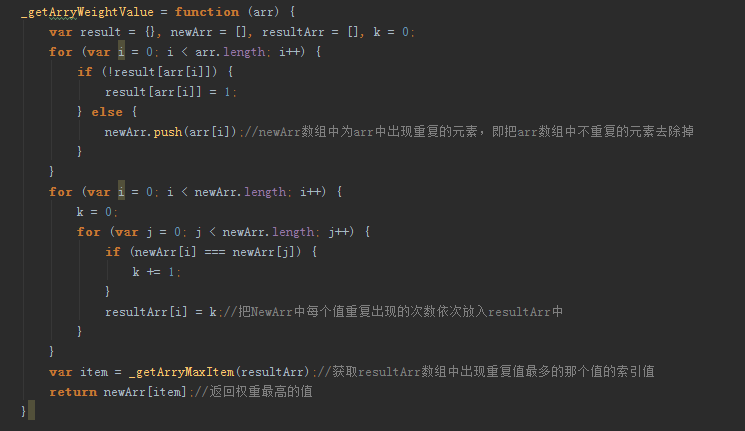 _getArryWeightValue = function (arr) {
    var result = {}, newArr = [], resultArr = [], k = 0;
    for (var i = 0; i < arr.length; i++) {
        if (!result[arr[i]]) {
            result[arr[i]] = 1;
        } else {
            newArr.push(arr[i]);//newArr数组中为arr中出现重复的元素，即把arr数组中不重复的元素去除掉
        }
    }
    for (var i = 0; i < newArr.length; i++) {
        k = 0;
        for (var j = 0; j < newArr.length; j++) {
            if (newArr[i] === newArr[j]) {
                k += 1;
            }
            resultArr[i] = k;//把NewArr中每个值重复出现的次数依次放入resultArr中
        }
    }
    var item = _getArryMaxItem(resultArr);//获取resultArr数组中出现重复值最多的那个值的索引值
    return newArr[item];//返回权重最高的值
}